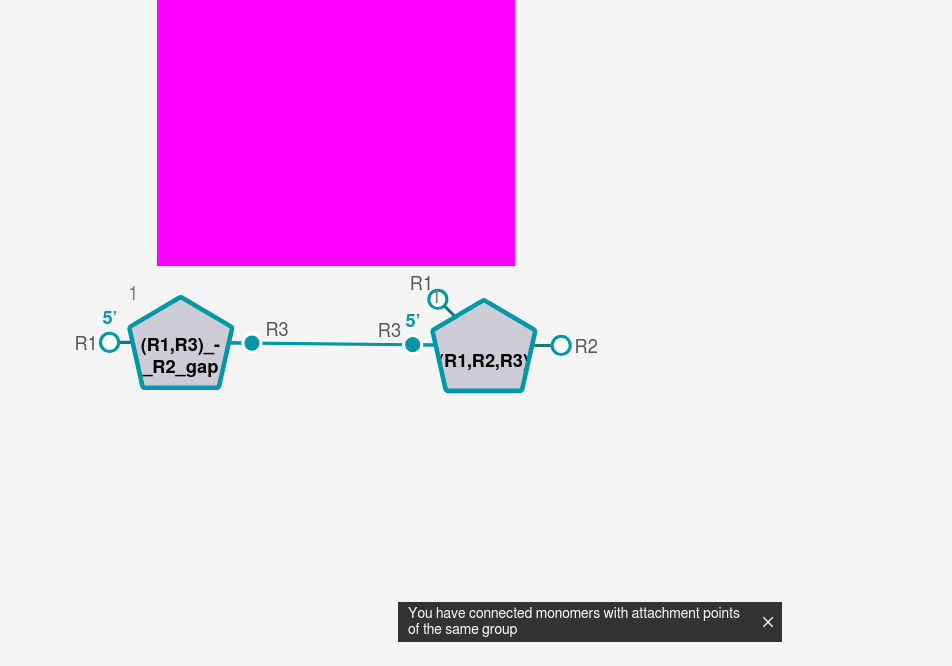 R1
1
1
5’
5’
R3
R3
R1
(R1,R3)_-
_R2_gap
(R1,R2,R3)
R2
You have connected monomers with attachment points
of the same group